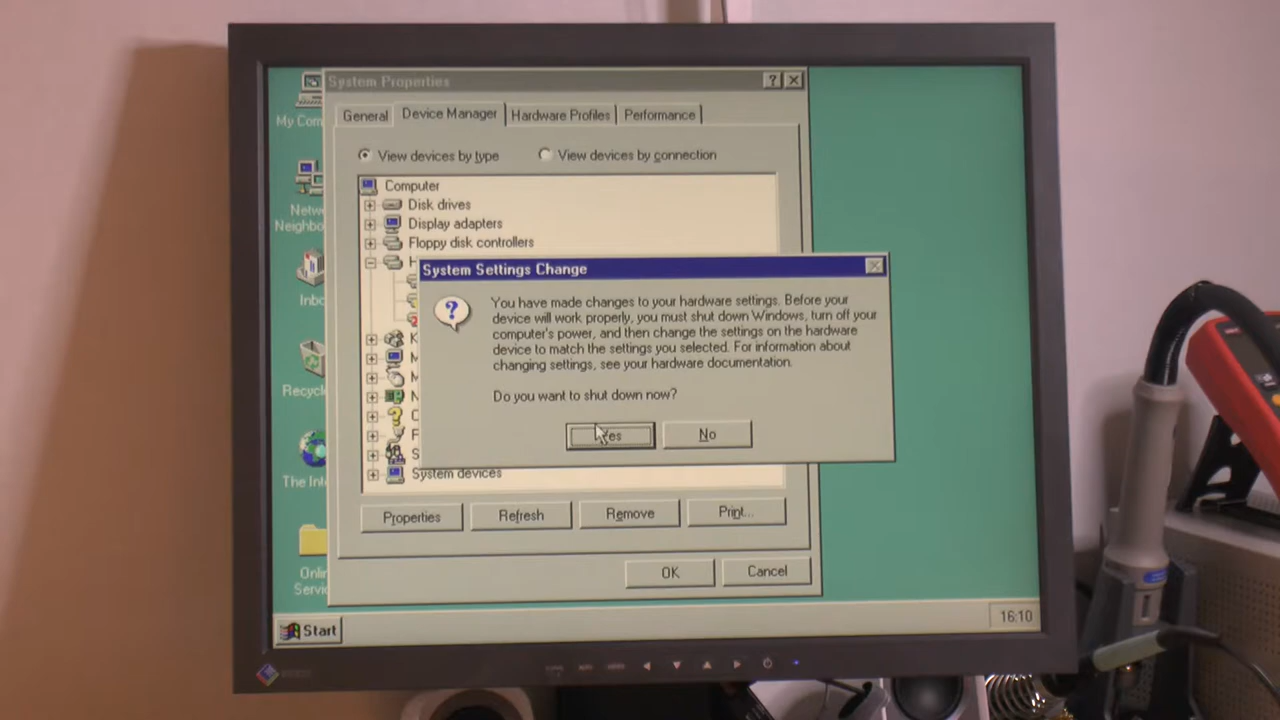 System Properties
General Device Manager Hardware Profiles Performance
My Com
View devices by type View devices by connection
Computer
Disk drives
Display adapters
Floppy disk controllers
H
Netw
Neighbo
System Settings Change
You have made changes to your hardware settings. Before your
device will work properly, you must shut down Windows, turn off your
computer's power, and then change the settings on the hardware
device to match the settings you selected. For information about
changing settings, see your hardware documentation.
Do you want to shut down now?
Yes No
Inbo
K
M
M
N
O
F
S
System devices
Recycl
The Int
Properties Refresh Remove Print...
OK Cancel
Onlin
Servic
Start 16:10